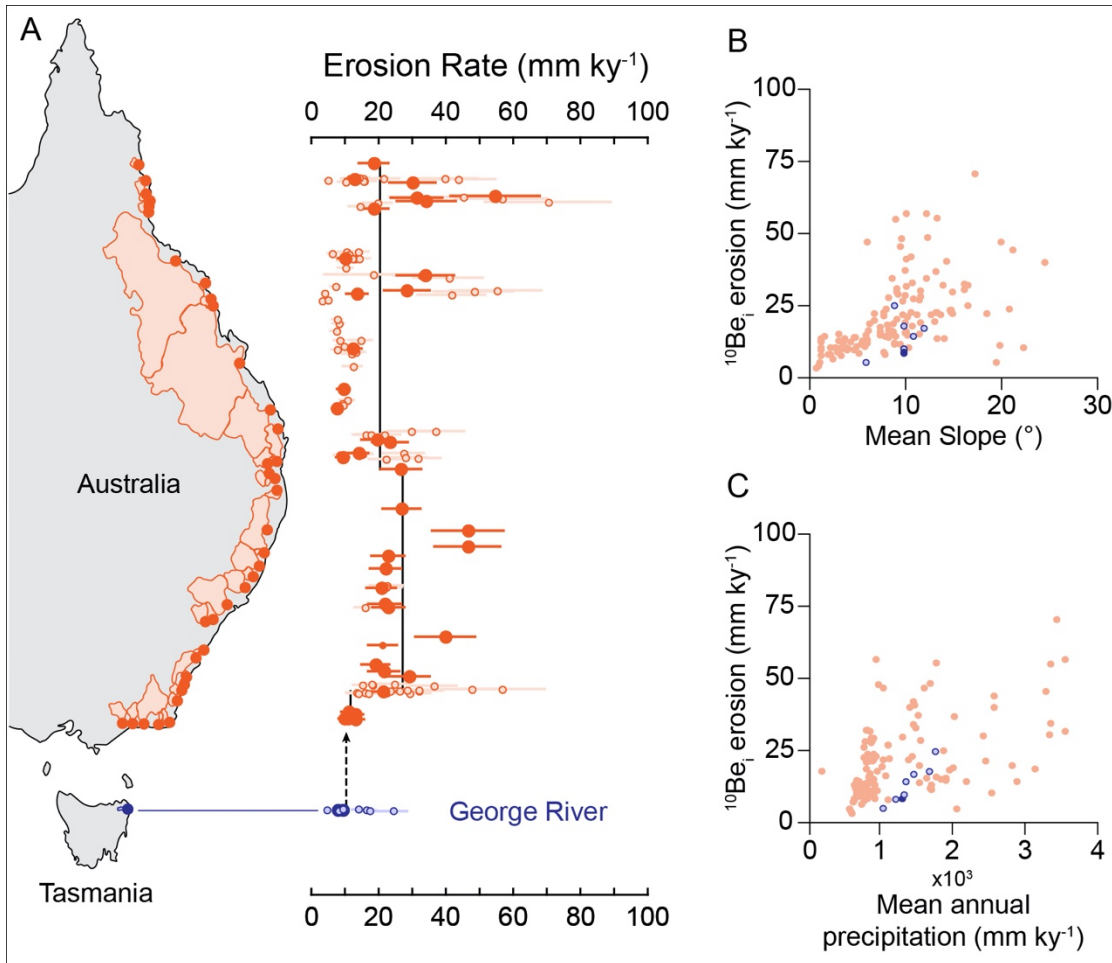 A
Erosion Rate (mm ky⁻¹)
0 20 40 60 80 100
Australia
George River
Tasmania
0 20 40 60 80 100
B
100
75
50
25
0
¹⁰Beᵢ erosion (mm ky⁻¹)
0 10 20 30
Mean Slope (°)
C
100
75
50
25
0
¹⁰Beᵢ erosion (mm ky⁻¹)
0 1 2 3 4
x10³
Mean annual
precipitation (mm ky⁻¹)